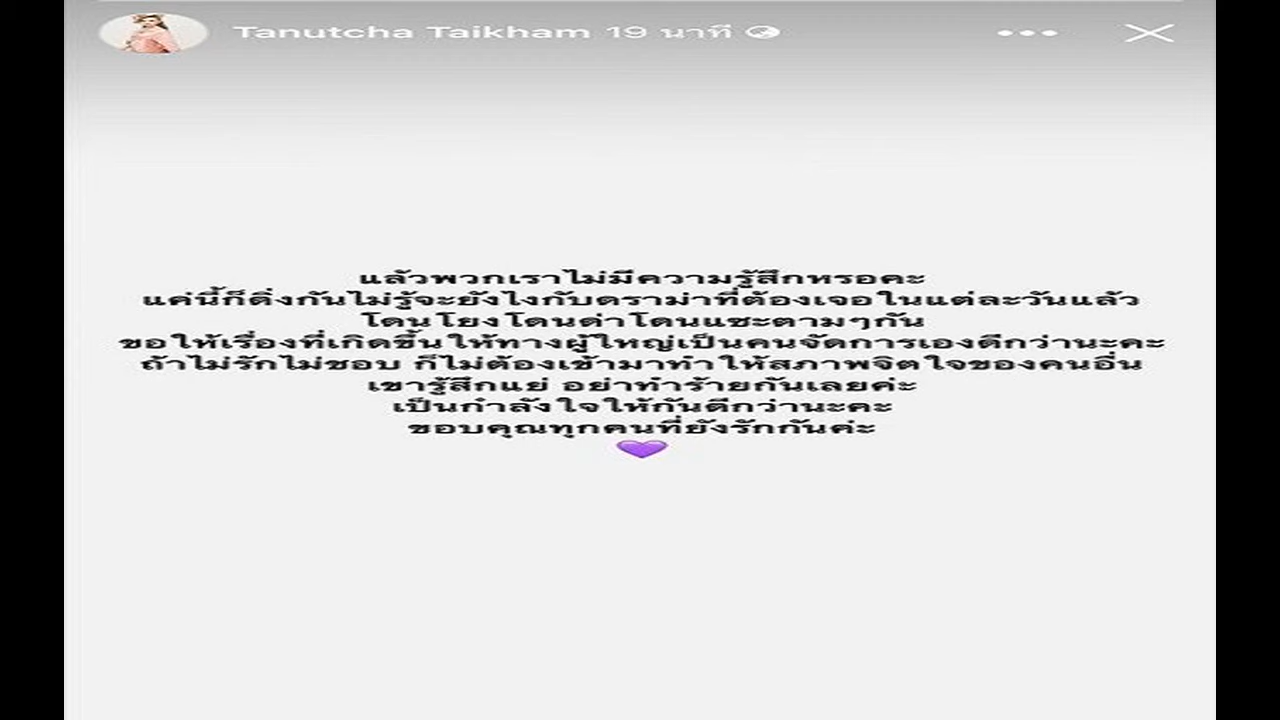 Tanutcha Taikham 19 นาที
แล้วพวกเราไม่มีความรู้สึกหรอคะ
แค่นี้ก็ดิ่งกันไม่รู้จะยังไงกับดราม่าที่ต้องเจอในแต่ละวันแล้ว
โดนโยงโดนด่าโดนแซะตามๆกัน
ขอให้เรื่องที่เกิดขึ้นให้ทางผู้ใหญ่เป็นคนจัดการเองดีกว่านะคะ
ถ้าไม่รักไม่ชอบ ก็ไม่ต้องเข้ามาทำให้สภาพจิตใจของคนอื่น
เขารู้สึกแย่ อย่าทำร้ายกันเลยค่ะ
เป็นกำลังใจให้กันดีกว่านะคะ
ขอบคุณทุกคนที่ยังรักกันค่ะ
💜